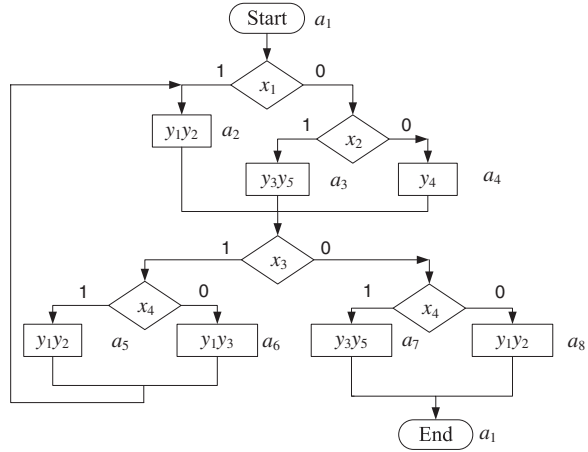 Start a₁
1 x₁ 0
y₁y₂ a₂ 1 x₂ 0
y₃y₅ a₃ y₄ a₄
1 x₃ 0
1 x₄ 0 1 x₄ 0
y₁y₂ a₅ y₁y₃ a₆ y₃y₅ a₇ y₁y₂ a₈
End a₁